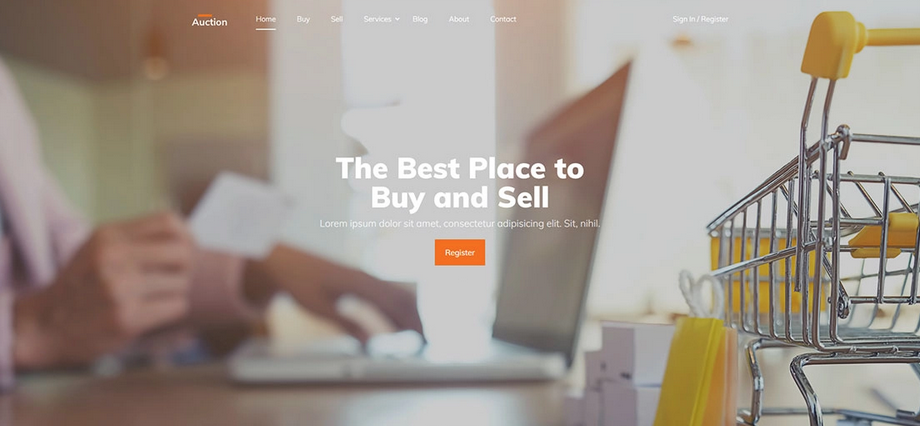 Auction
Home
Buy
Sell
Services
Blog
About
Contact
Sign In / Register
The Best Place to
Buy and Sell
Lorem ipsum dolor sit amet, consectetur adipisicing elit. Sit, nihil.
Register